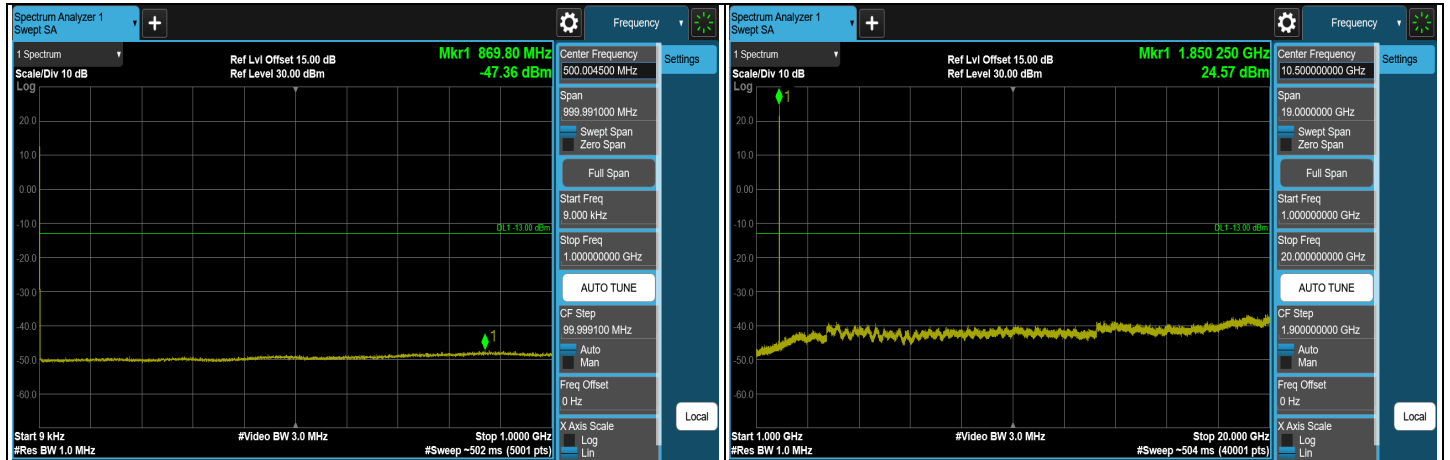 Spectrum Analyzer 1
Swept SA
+
Frequency
1 Spectrum
Scale/Div 10 dB
Log
Ref Lvl Offset 15.00 dB
Ref Level 30.00 dBm
Mkr1 869.80 MHz
-47.36 dBm
20.0
10.0
0.00
-10.0
-20.0
-30.0
-40.0
-50.0
-60.0
DL1 -13.00 dBm
1
Start 9 kHz
#Res BW 1.0 MHz
#Video BW 3.0 MHz
Stop 1.0000 GHz
#Sweep ~502 ms (5001 pts)
Center Frequency
500.004500 MHz
Span
999.991000 MHz
Swept Span
Zero Span
Full Span
Start Freq
9.000 kHz
Stop Freq
1.000000000 GHz
AUTO TUNE
CF Step
99.999100 MHz
Auto
Man
Freq Offset
0 Hz
X Axis Scale
Log
Lin
Settings
Local
Spectrum Analyzer 1
Swept SA
+
Frequency
1 Spectrum
Scale/Div 10 dB
Log
Ref Lvl Offset 15.00 dB
Ref Level 30.00 dBm
Mkr1 1.850 250 GHz
24.57 dBm
1
20.0
10.0
0.00
-10.0
-20.0
-30.0
-40.0
-50.0
-60.0
DL1 -13.00 dBm
Start 1.000 GHz
#Res BW 1.0 MHz
#Video BW 3.0 MHz
Stop 20.000 GHz
#Sweep ~504 ms (40001 pts)
Center Frequency
10.500000000 GHz
Span
19.0000000 GHz
Swept Span
Zero Span
Full Span
Start Freq
1.000000000 GHz
Stop Freq
20.000000000 GHz
AUTO TUNE
CF Step
1.900000000 GHz
Auto
Man
Freq Offset
0 Hz
X Axis Scale
Log
Lin
Settings
Local